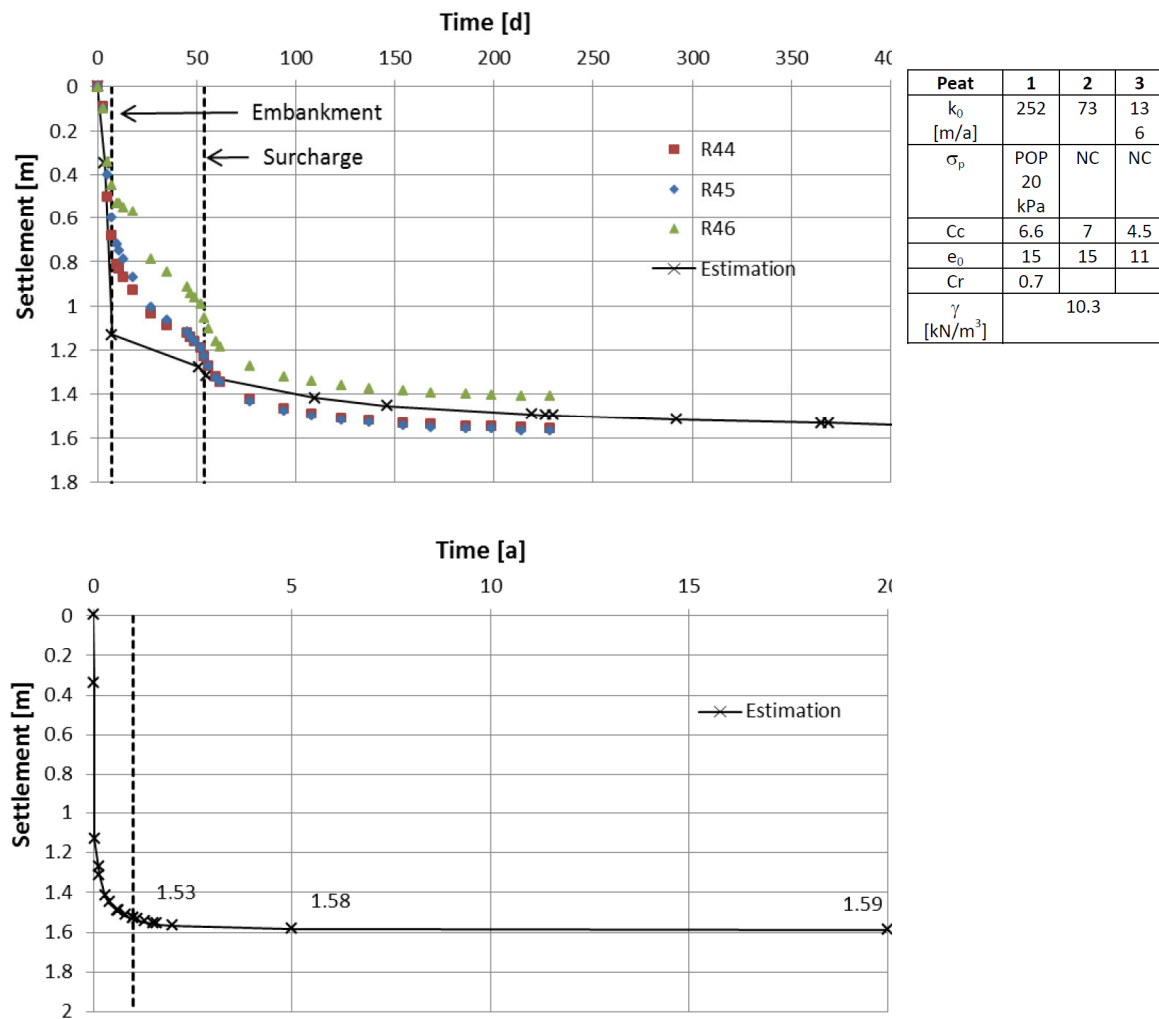 Time [d]
0 50 100 150 200 250 300 350 40
Settlement [m]
0
0.2
0.4
0.6
0.8
1
1.2
1.4
1.6
1.8
Embankment
Surcharge
R44
R45
R46
Estimation
Peat 1 2 3
k0 252 73 13
[m/a] 6
σp POP NC NC
20
kPa
Cc 6.6 7 4.5
e0 15 15 11
Cr 0.7
γ 10.3
[kN/m³]
Time [a]
0 5 10 15 20
Settlement [m]
0
0.2
0.4
0.6
0.8
1
1.2
1.4
1.6
1.8
2
Estimation
1.53
1.58
1.59